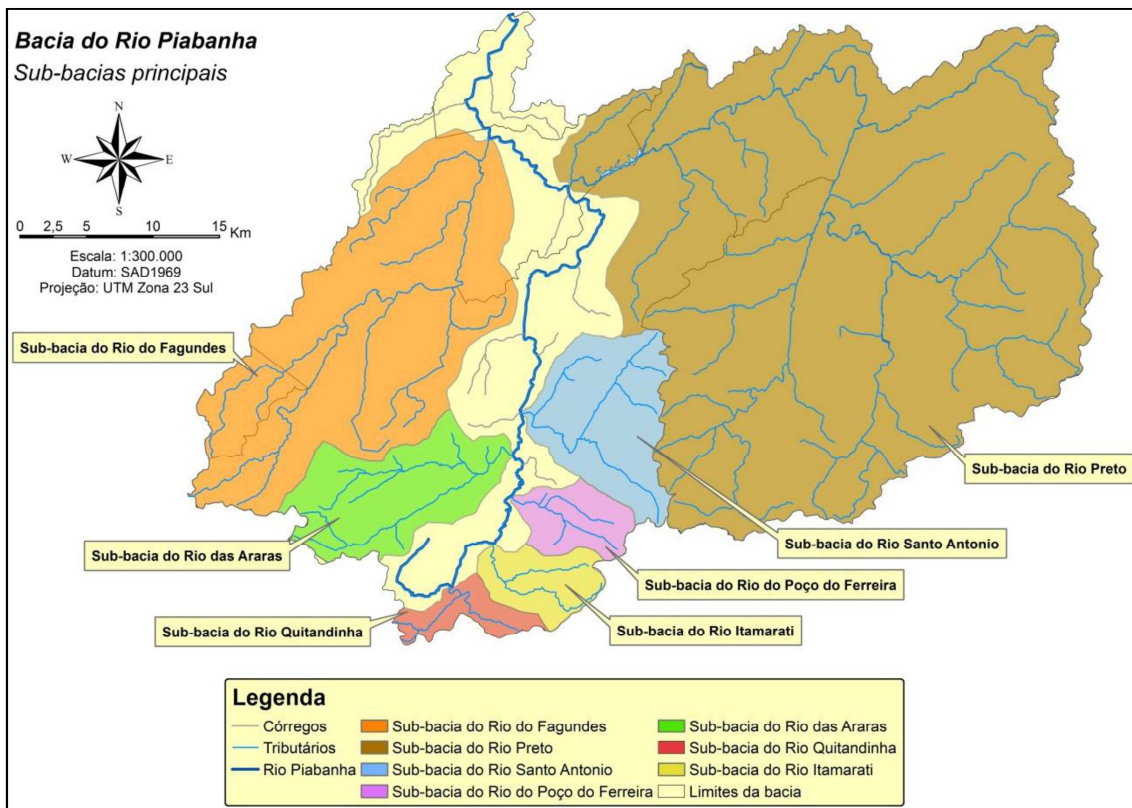 Bacia do Rio Piabanha
Sub-bacias principais
N
W
E
S
0 2,5 5 10 15
Km
Escala: 1:300.000
Datum: SAD1969
Projeção: UTM Zona 23 Sul
Sub-bacia do Rio do Fagundes
Sub-bacia do Rio Preto
Sub-bacia do Rio Santo Antonio
Sub-bacia do Rio das Araras
Sub-bacia do Rio do Poço do Ferreira
Sub-bacia do Rio Quitandinha
Sub-bacia do Rio Itamarati
Legenda
Córregos
Tributários
Rio Piabanha
Sub-bacia do Rio do Fagundes
Sub-bacia do Rio Preto
Sub-bacia do Rio Santo Antonio
Sub-bacia do Rio do Poço do Ferreira
Sub-bacia do Rio das Araras
Sub-bacia do Rio Quitandinha
Sub-bacia do Rio Itamarati
Limites da bacia